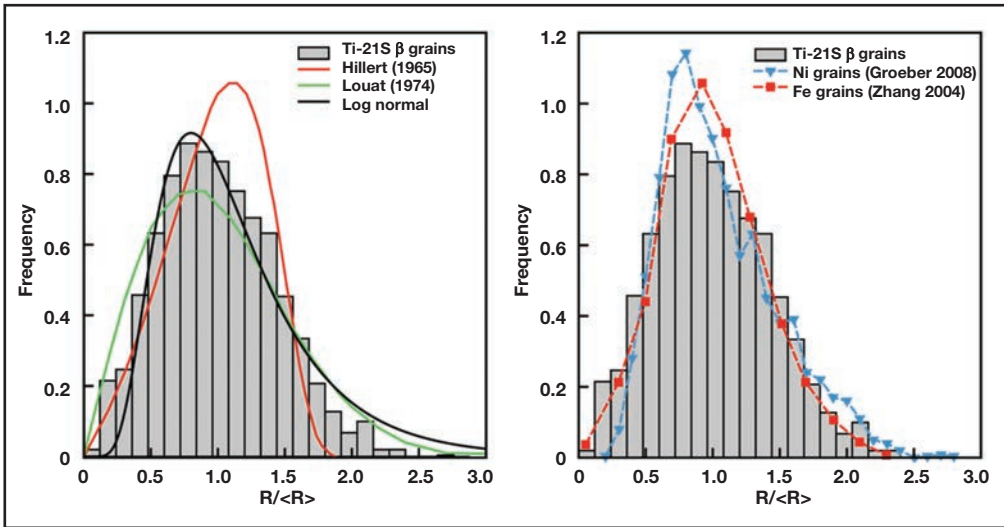 1.2
1.0
0.8
0.6
0.4
0.2
0
Frequency
Ti-21S β grains
Hillert (1965)
Louat (1974)
Log normal
0 0.5 1.0 1.5 2.0 2.5 3.0
R/<R>
1.2
1.0
0.8
0.6
0.4
0.2
0
Frequency
Ti-21S β grains
Ni grains (Groeber 2008)
Fe grains (Zhang 2004)
0 0.5 1.0 1.5 2.0 2.5 3.0
R/<R>